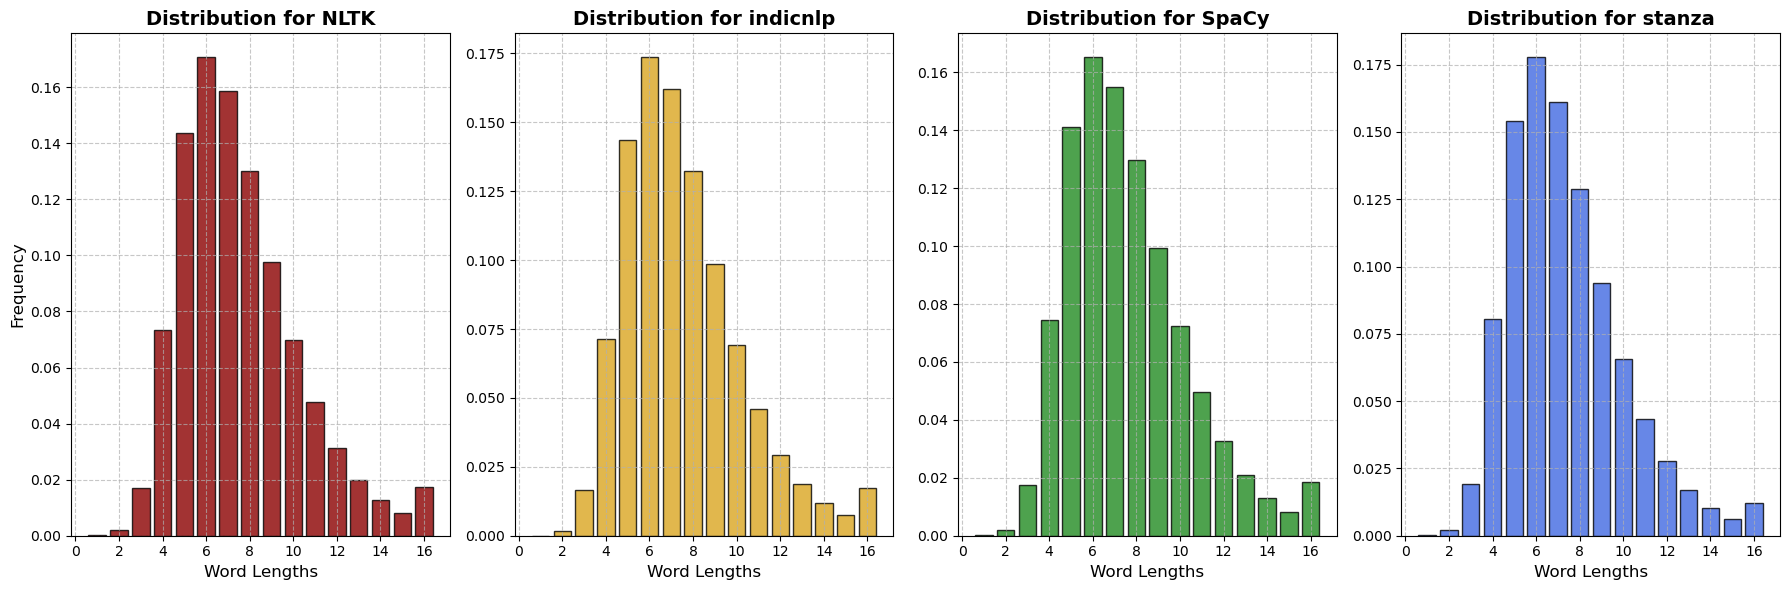 Distribution for NLTK
Frequency
0.16
0.14
0.12
0.10
0.08
0.06
0.04
0.02
0.00
0 2 4 6 8 10 12 14 16
Word Lengths
Distribution for indicnlp
0.175
0.150
0.125
0.100
0.075
0.050
0.025
0.000
0 2 4 6 8 10 12 14 16
Word Lengths
Distribution for SpaCy
0.16
0.14
0.12
0.10
0.08
0.06
0.04
0.02
0.00
0 2 4 6 8 10 12 14 16
Word Lengths
Distribution for stanza
0.175
0.150
0.125
0.100
0.075
0.050
0.025
0.000
0 2 4 6 8 10 12 14 16
Word Lengths